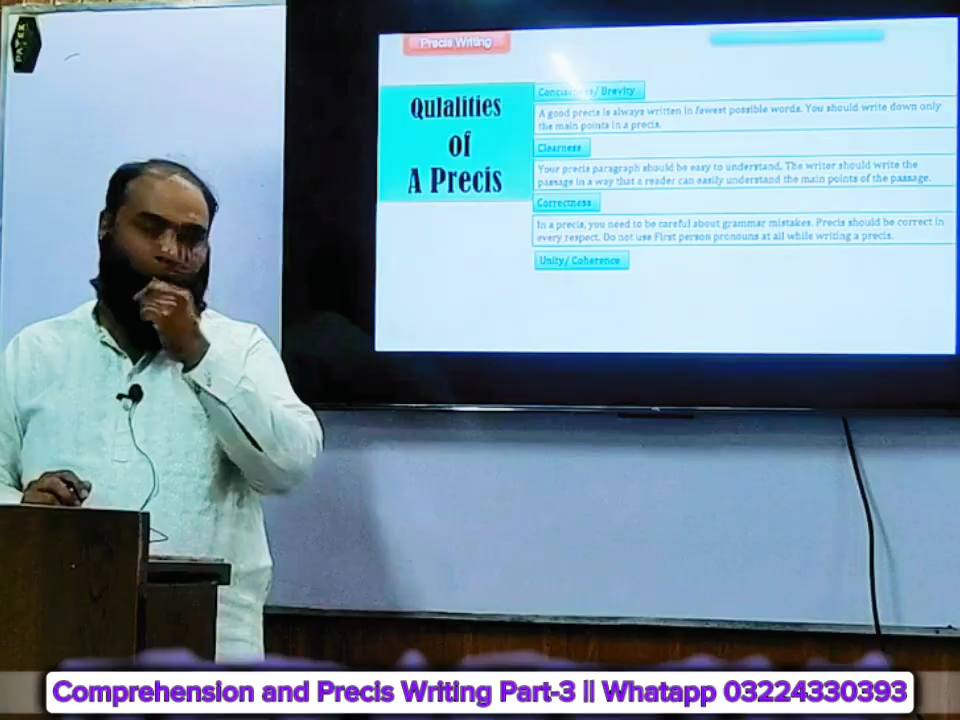 Precis Writing
Qulalities
of
A Precis
Conciseness/ Brevity
A good precis is always written in fewest possible words. You should write down only
the main points in a precis.
Clearness
Your precis paragraph should be easy to understand. The writer should write the
passage in a way that a reader can easily understand the main points of the passage.
Correctness
In a precis, you need to be careful about grammar mistakes. Precis should be correct in
every respect. Do not use First person pronouns at all while writing a precis.
Unity/ Coherence
Comprehension and Precis Writing Part-3 || Whatapp 03224330393